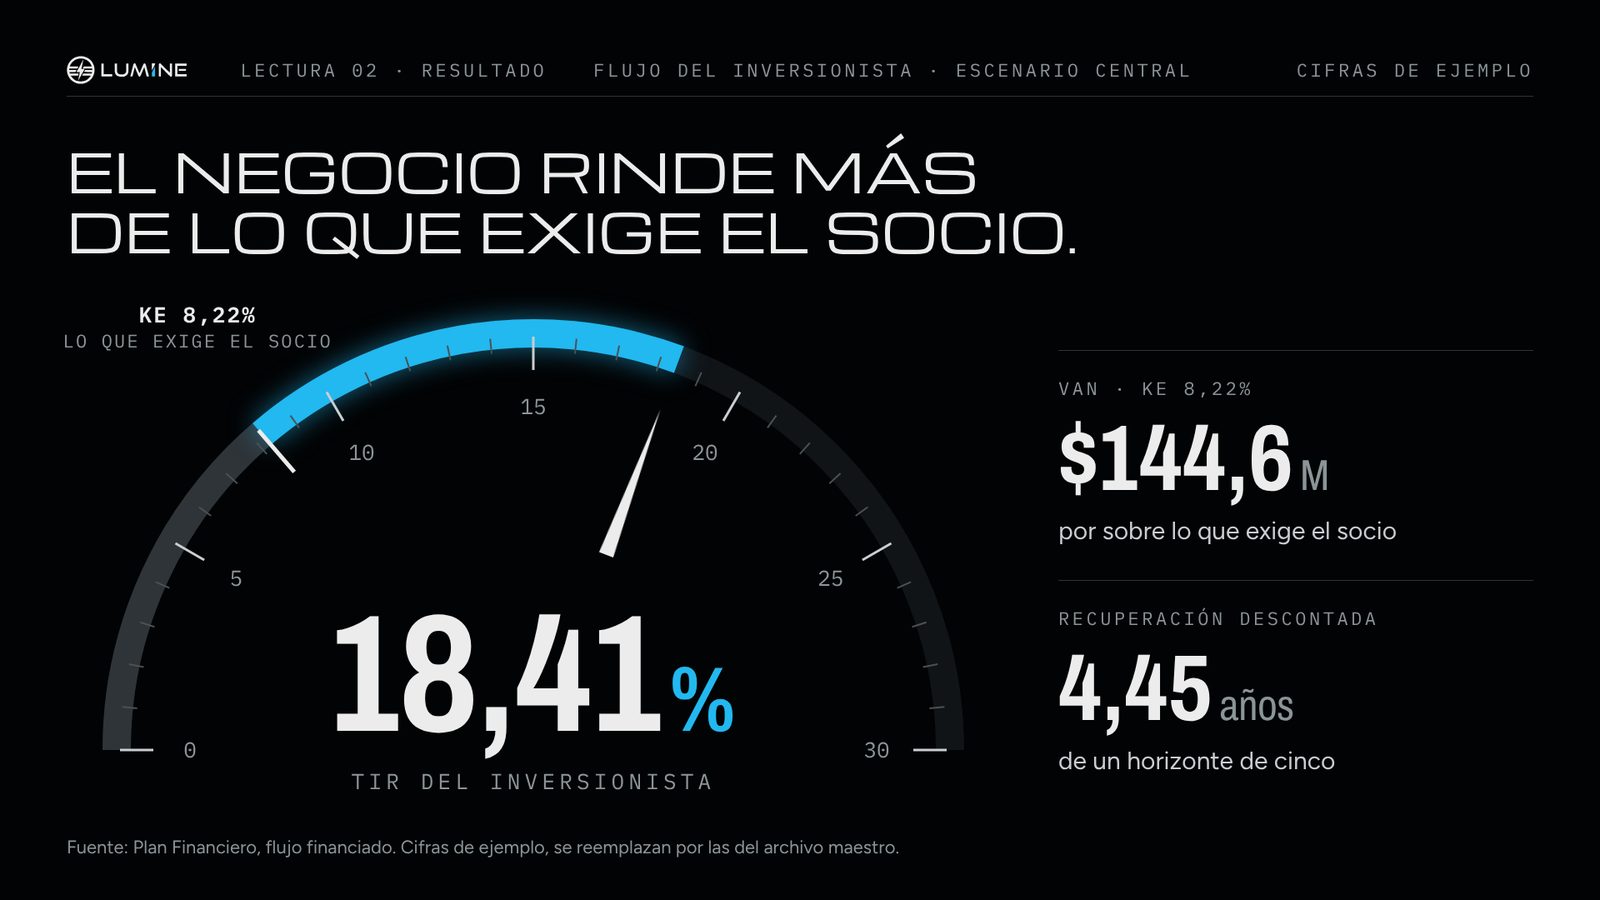 LUMINE
LECTURA 02 · RESULTADO
FLUJO DEL INVERSIONISTA · ESCENARIO CENTRAL
CIFRAS DE EJEMPLO
EL NEGOCIO RINDE MÁS
DE LO QUE EXIGE EL SOCIO.
KE 8,22%
LO QUE EXIGE EL SOCIO
0
5
10
15
20
25
30
18,41%
TIR DEL INVERSIONISTA
VAN · KE 8,22%
$144,6 M
por sobre lo que exige el socio
RECUPERACIÓN DESCONTADA
4,45 años
de un horizonte de cinco
Fuente: Plan Financiero, flujo financiado. Cifras de ejemplo, se reemplazan por las del archivo maestro.